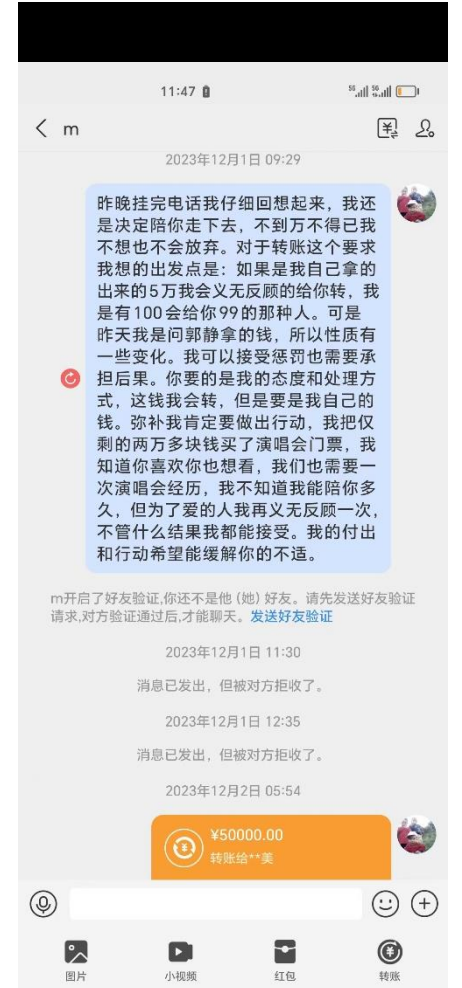 11:47
5G 5G
m
2023年12月1日 09:29
昨晚挂完电话我仔细回想起来，我还
是决定陪你走下去，不到万不得已我
不想也不会放弃。对于转账这个要求
我想的出发点是：如果是我自己拿的
出来的5万我会义无反顾的给你转，我
是有100会给你99的那种人。可是
昨天我是问郭静拿的钱，所以性质有
一些变化。我可以接受惩罚也需要承
担后果。你要的是我的态度和处理方
式，这钱我会转，但是要是我自己的
钱。弥补我肯定要做出行动，我把仅
剩的两万多块钱买了演唱会门票，我
知道你喜欢你也想看，我们也需要一
次演唱会经历，我不知道我能陪你多
久，但为了爱的人我再义无反顾一次，
不管什么结果我都能接受。我的付出
和行动希望能缓解你的不适。
m开启了好友验证,你还不是他（她）好友。请先发送好友验证
请求,对方验证通过后,才能聊天。发送好友验证
2023年12月1日 11:30
消息已发出，但被对方拒收了。
2023年12月1日 12:35
消息已发出，但被对方拒收了。
2023年12月2日 05:54
¥50000.00
转账给**美
图片 小视频 红包 转账